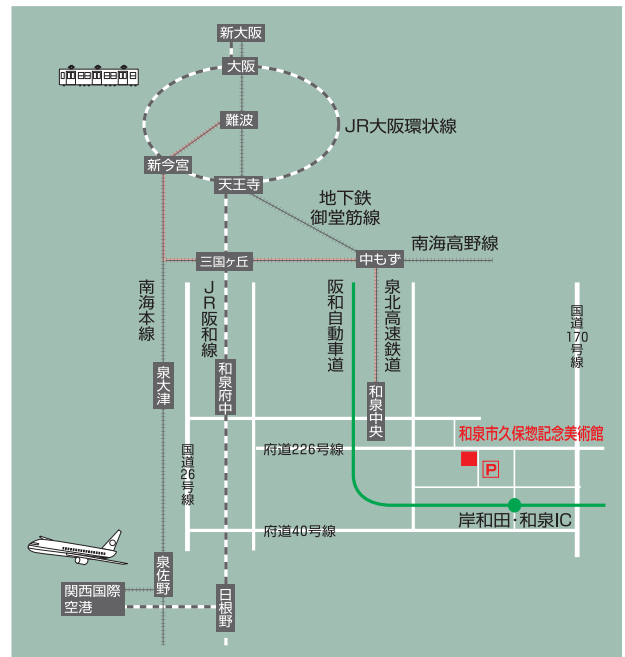 新大阪
大阪
難波
JR大阪環状線
新今宮
天王寺
地下鉄
御堂筋線
南海高野線
三国ヶ丘
中もず
南海本線
JR阪和線
阪和自動車道
泉北高速鉄道
国道170号線
泉大津
和泉府中
和泉中央
和泉市久保惣記念美術館
国道26号線
府道226号線
P
岸和田・和泉IC
府道40号線
泉佐野
関西国際
空港
日根野